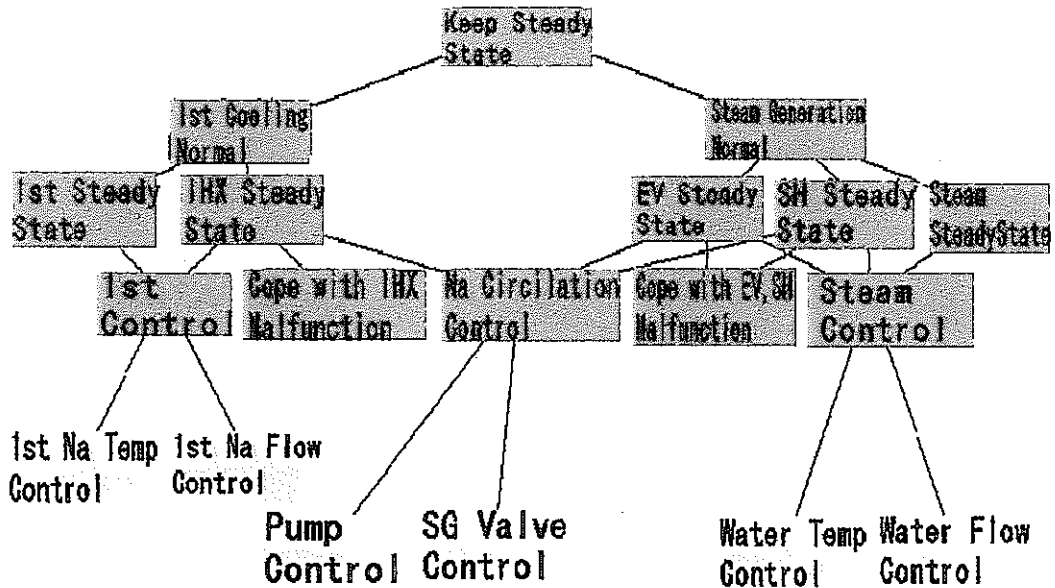 Keep Steady
State
1st Coolling
Normal
Steam Generation
Normal
1st Steady
State
IHX Steady
State
EV Steady
State
SH Steady
State
Steam
SteadyState
1st
Control
Cope with IHX
Malfunction
Na Circilation
Control
Cope with EV,SH
Malfunction
Steam
Control
1st Na Temp
Control
1st Na Flow
Control
Pump
Control
SG Valve
Control
Water Temp
Control
Water Flow
Control